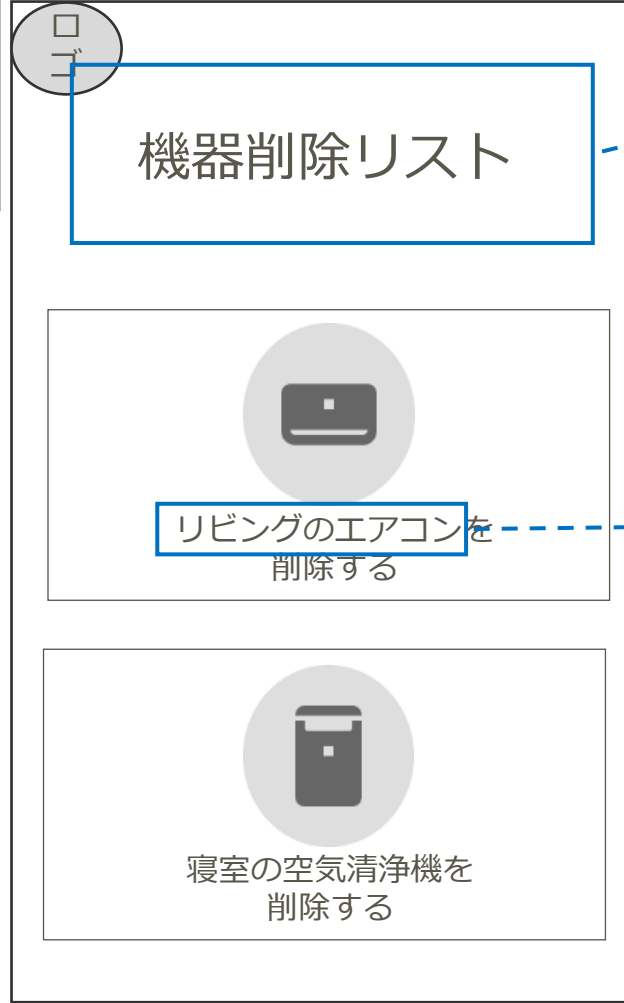 ロ
ゴ
機器削除リスト
リビングのエアコンを
削除する
寝室の空気清浄機を
削除する